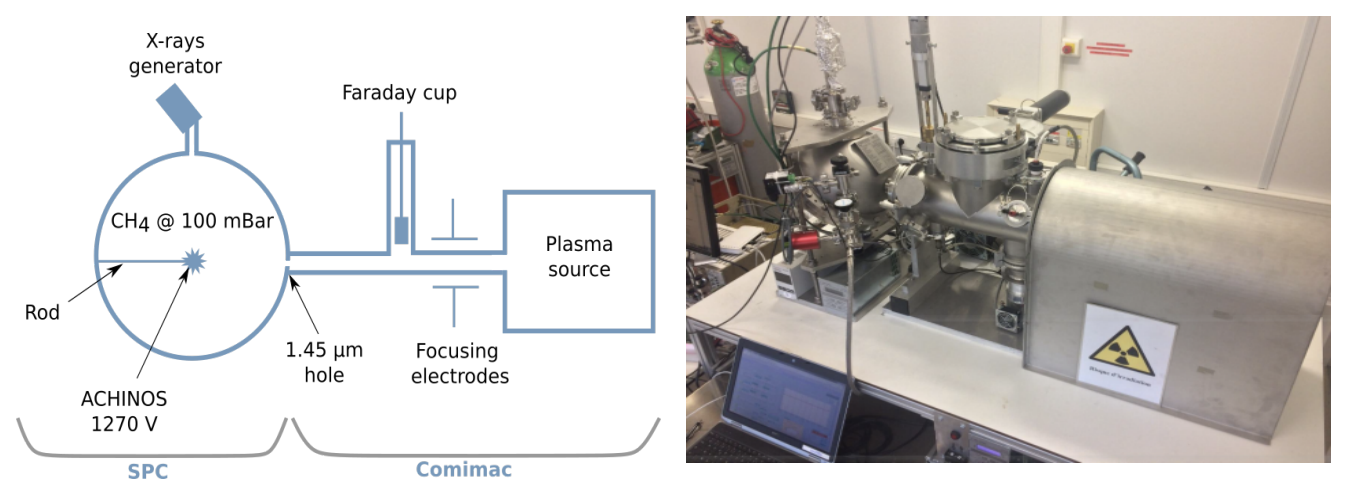 X-rays
generator
Faraday cup
CH4 @ 100 mBar
Plasma
source
Rod
1.45 µm
hole
Focusing
electrodes
ACHINOS
1270 V
SPC
Comimac